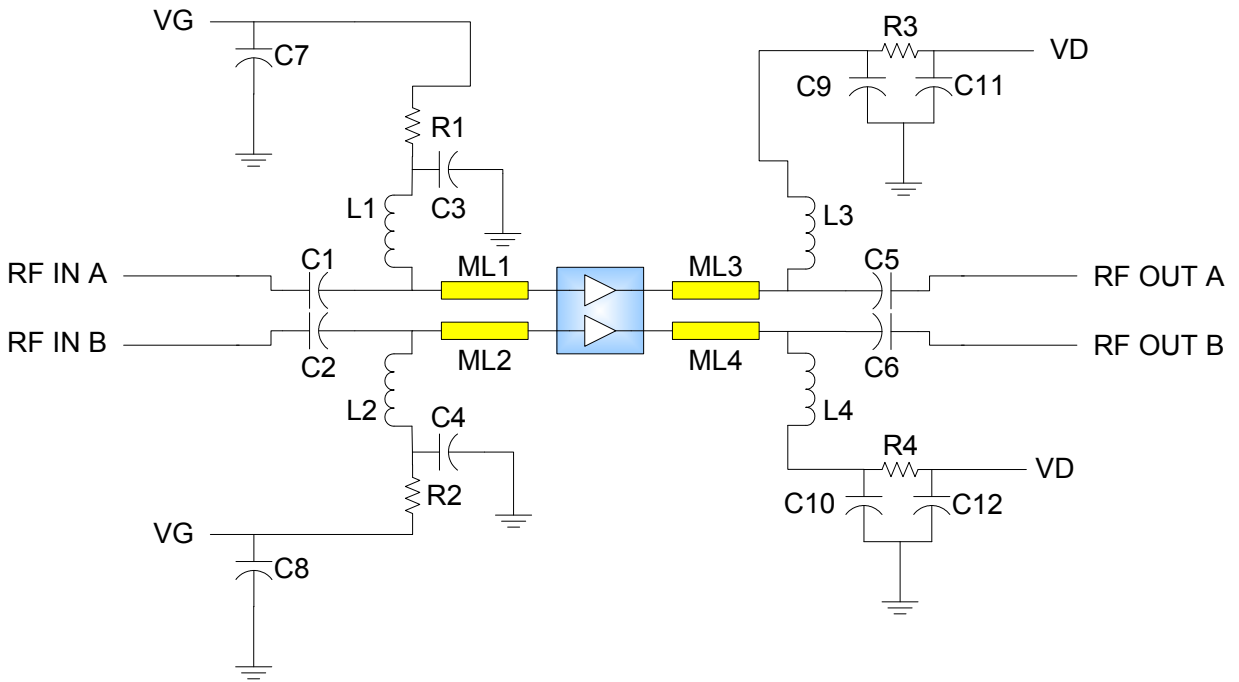 VG
C7
R3
VD
C9
C11
R1
L1
C3
L3
RF IN A
C1
ML1
ML3
C5
RF OUT A
RF IN B
C2
ML2
ML4
C6
RF OUT B
L2
C4
L4
R4
VD
R2
C10
C12
VG
C8